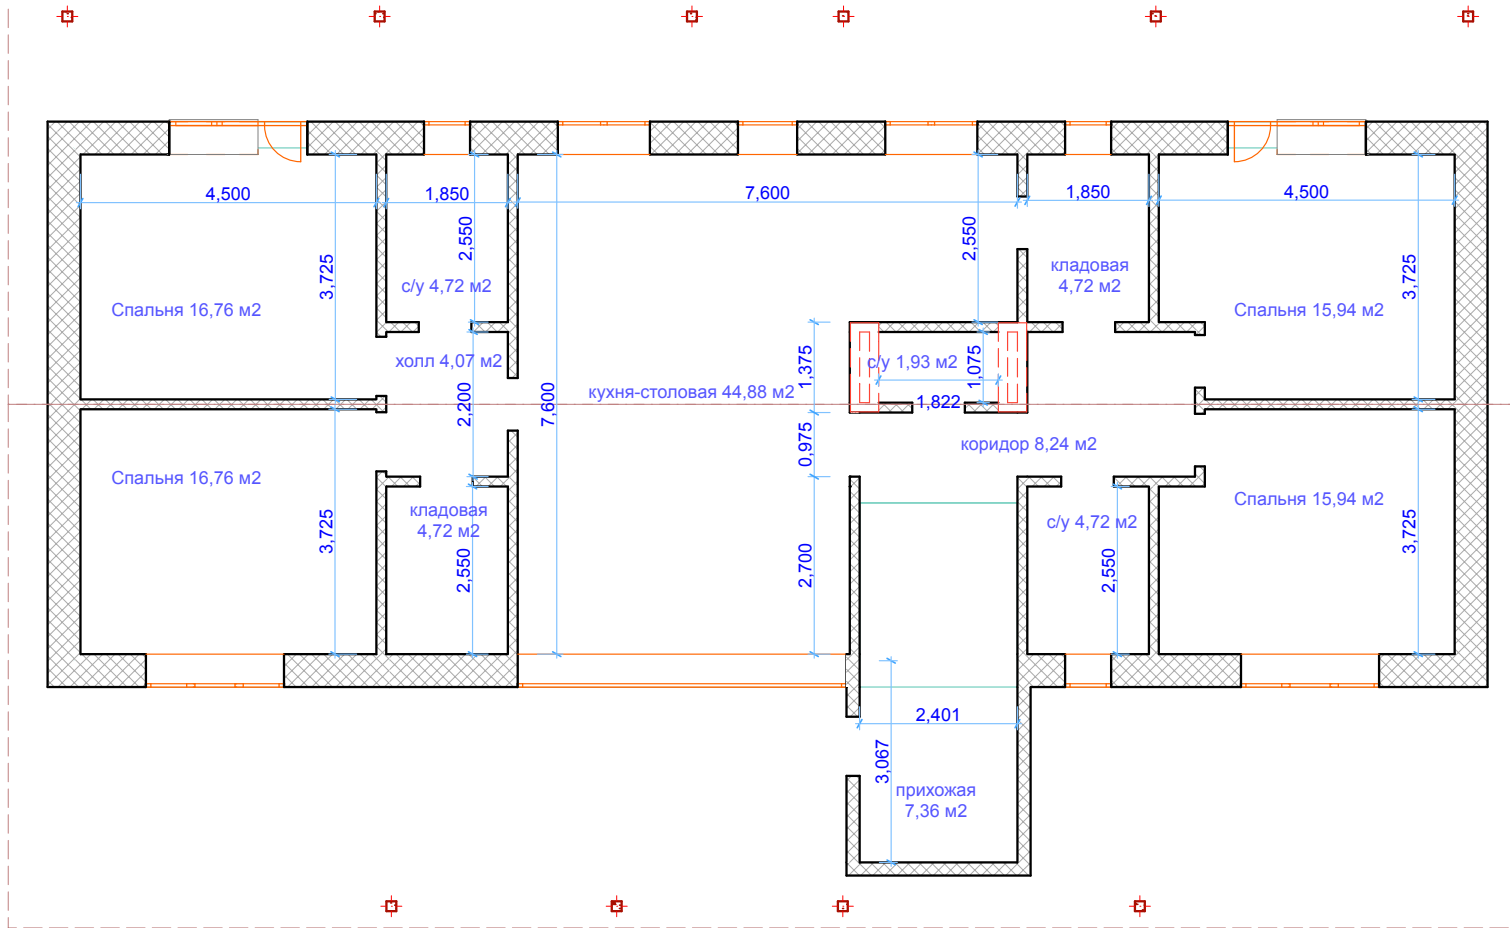 4,500
1,850
7,600
1,850
4,500
2,550
2,550
3,725
3,725
кладовая
4,72 м2
с/у 4,72 м2
Спальня 16,76 м2
Спальня 15,94 м2
холл 4,07 м2
с/у 1,93 м2
1,375
1,075
кухня-столовая 44,88 м2
1,822
2,200
7,600
0,975
коридор 8,24 м2
Спальня 16,76 м2
Спальня 15,94 м2
кладовая
4,72 м2
с/у 4,72 м2
3,725
3,725
2,550
2,700
2,550
2,401
3,067
прихожая
7,36 м2